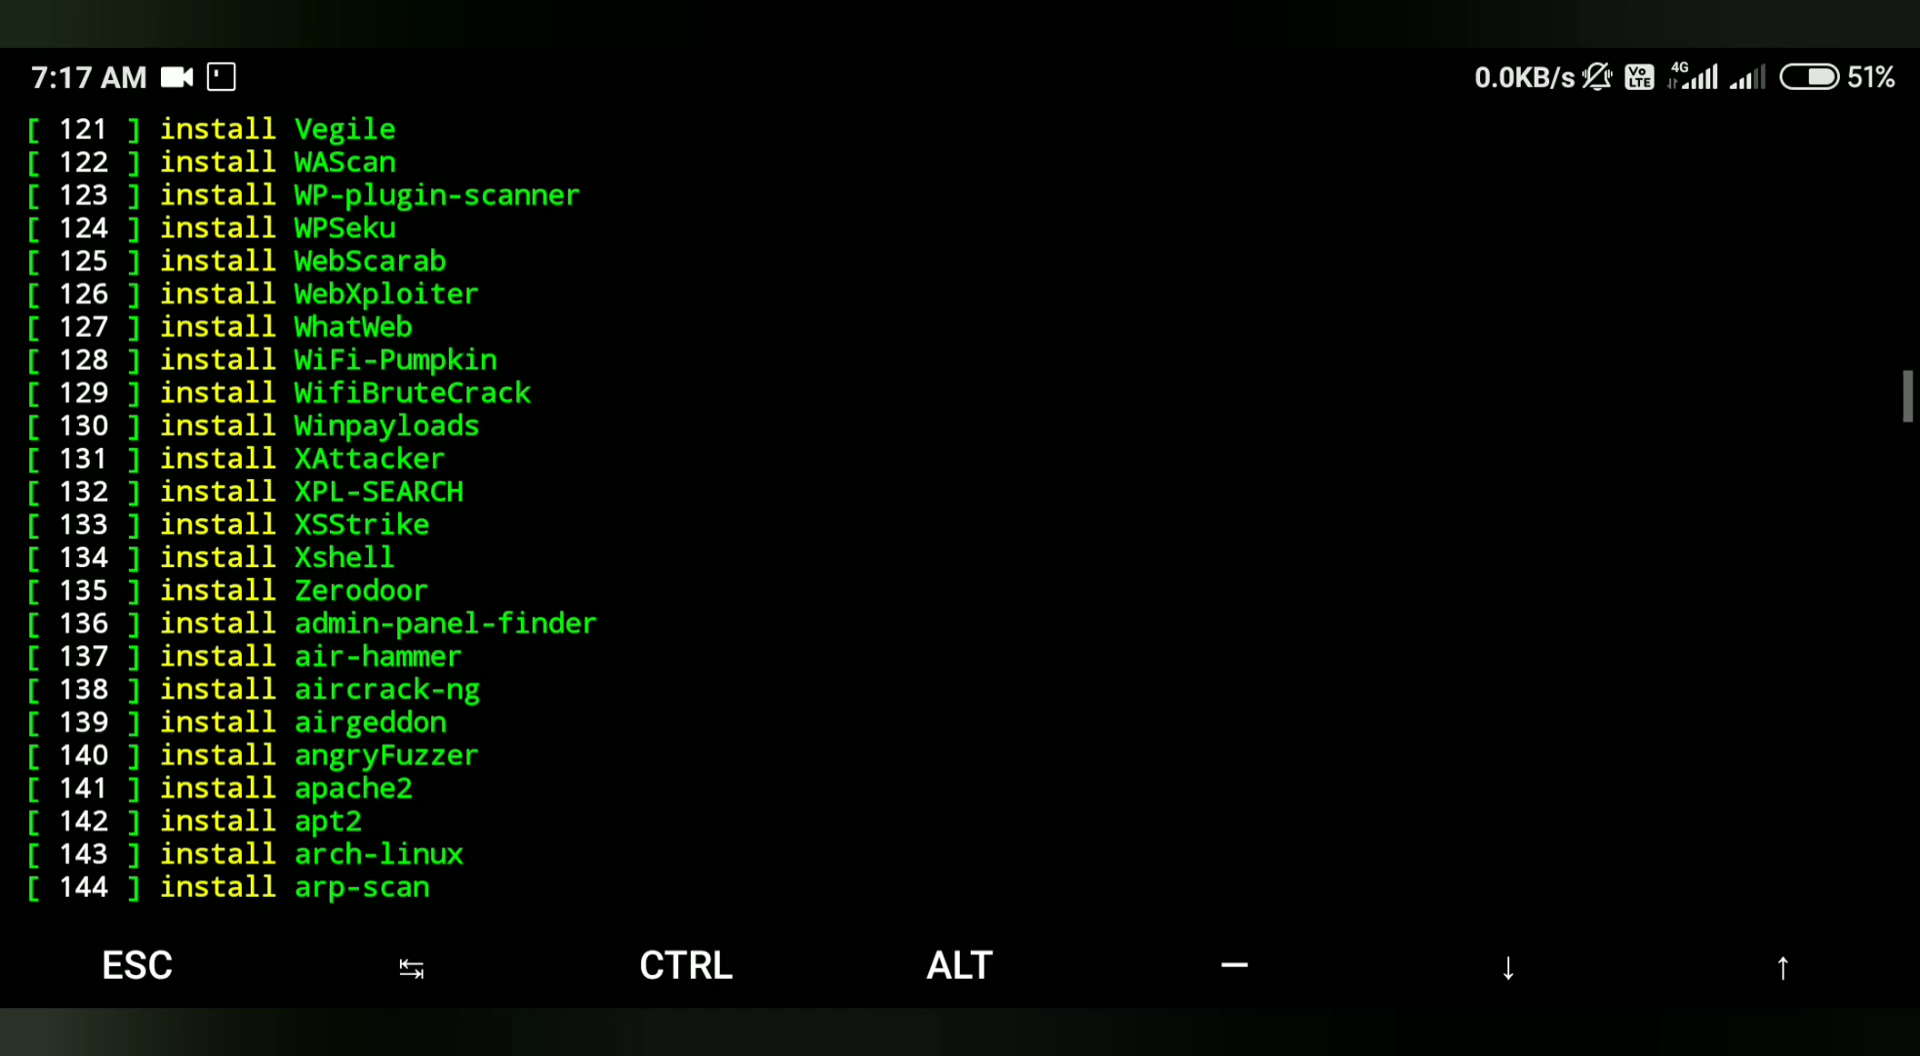 7:17 AM 0.0KB/s Vo LTE 4G 51%
[ 121 ] install Vegile
[ 122 ] install WAScan
[ 123 ] install WP-plugin-scanner
[ 124 ] install WPSeku
[ 125 ] install WebScarab
[ 126 ] install WebXploiter
[ 127 ] install WhatWeb
[ 128 ] install WiFi-Pumpkin
[ 129 ] install WifiBruteCrack
[ 130 ] install Winpayloads
[ 131 ] install XAttacker
[ 132 ] install XPL-SEARCH
[ 133 ] install XSStrike
[ 134 ] install Xshell
[ 135 ] install Zerodoor
[ 136 ] install admin-panel-finder
[ 137 ] install air-hammer
[ 138 ] install aircrack-ng
[ 139 ] install airgeddon
[ 140 ] install angryFuzzer
[ 141 ] install apache2
[ 142 ] install apt2
[ 143 ] install arch-linux
[ 144 ] install arp-scan
ESC ↹ CTRL ALT — ↓ ↑